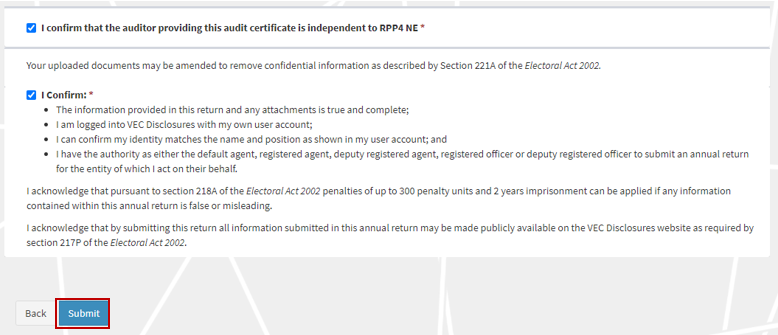 I confirm that the auditor providing this audit certificate is independent to RPP4 NE *
Your uploaded documents may be amended to remove confidential information as described by Section 221A of the Electoral Act 2002.
I Confirm: *
• The information provided in this return and any attachments is true and complete;
• I am logged into VEC Disclosures with my own user account;
• I can confirm my identity matches the name and position as shown in my user account; and
• I have the authority as either the default agent, registered agent, deputy registered agent, registered officer or deputy registered officer to submit an annual return
for the entity of which I act on their behalf.
I acknowledge that pursuant to section 218A of the Electoral Act 2002 penalties of up to 300 penalty units and 2 years imprisonment can be applied if any information
contained within this annual return is false or misleading.
I acknowledge that by submitting this return all information submitted in this annual return may be made publicly available on the VEC Disclosures website as required by
section 217P of the Electoral Act 2002.
Back
Submit